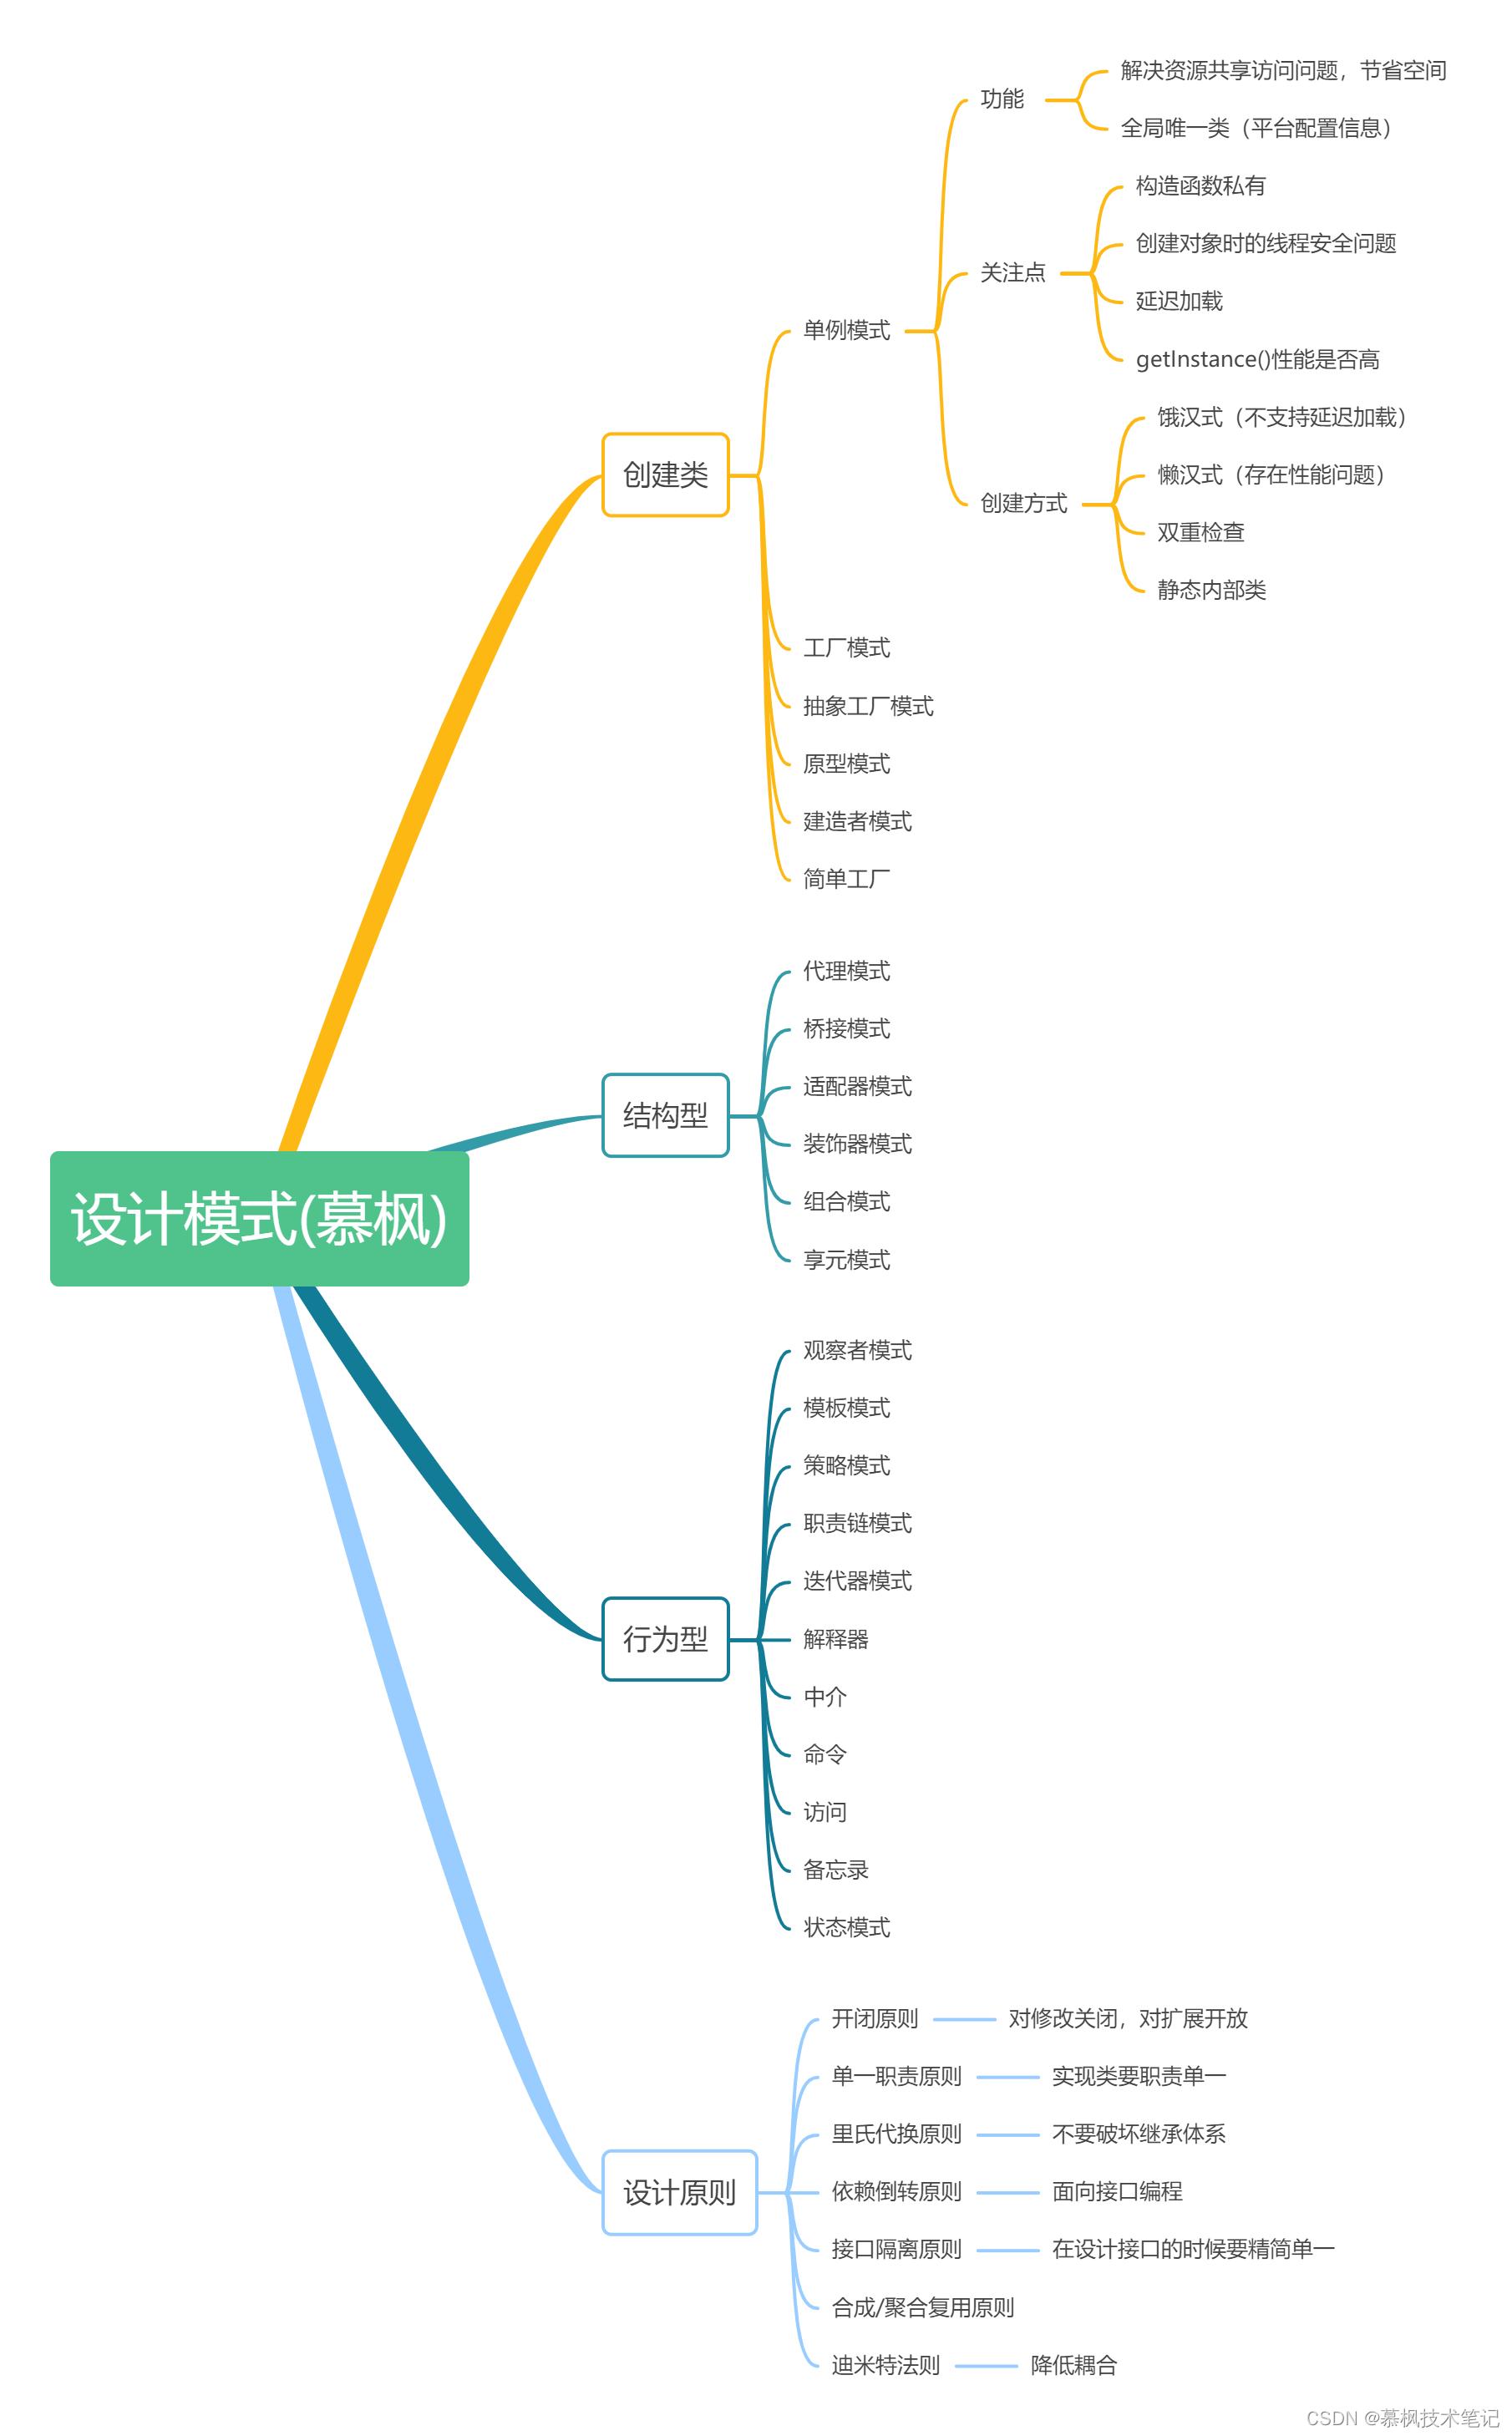 设计模式(慕枫)
创建类
单例模式
功能
解决资源共享访问问题，节省空间
全局唯一类（平台配置信息）
关注点
构造函数私有
创建对象时的线程安全问题
延迟加载
getInstance()性能是否高
创建方式
饿汉式（不支持延迟加载）
懒汉式（存在性能问题）
双重检查
静态内部类
工厂模式
抽象工厂模式
原型模式
建造者模式
简单工厂
结构型
代理模式
桥接模式
适配器模式
装饰器模式
组合模式
享元模式
行为型
观察者模式
模板模式
策略模式
职责链模式
迭代器模式
解释器
中介
命令
访问
备忘录
状态模式
设计原则
开闭原则
对修改关闭，对扩展开放
单一职责原则
实现类要职责单一
里氏代换原则
不要破坏继承体系
依赖倒转原则
面向接口编程
接口隔离原则
在设计接口的时候要精简单一
合成/聚合复用原则
迪米特法则
降低耦合
CSDN @慕枫技术笔记